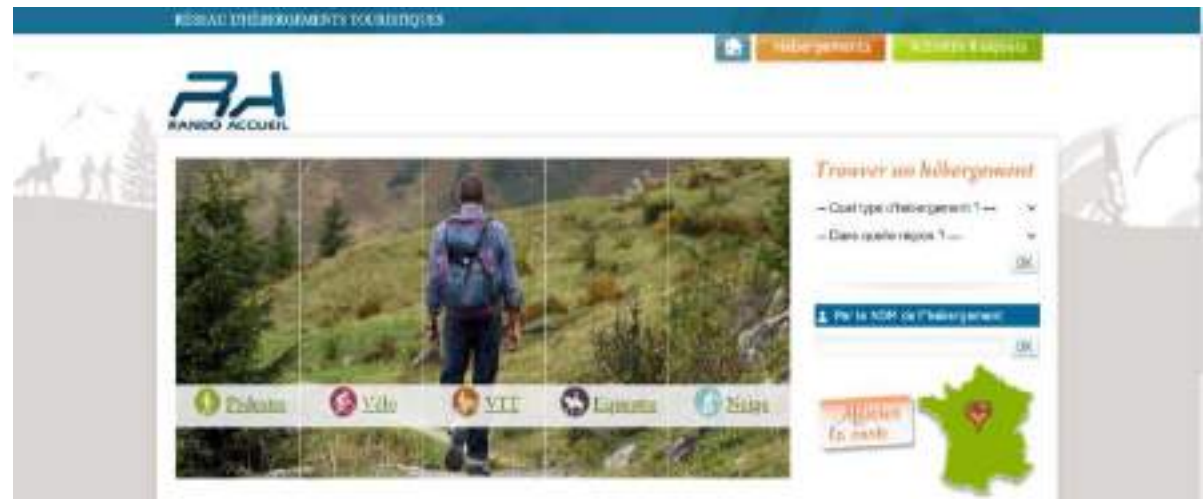 RÉSEAU D'HÉBERGEMENTS TOURISTIQUES
Hébergements
RANDO ACCUEIL
Trouver un hébergement
-- Quel type d'hébergement ? --
-- Dans quelle région ? --
OK
Par le NOM de l'hébergement
OK
Pédestre
Vélo
VTT
Equestre
Neige
Afficher
la carte